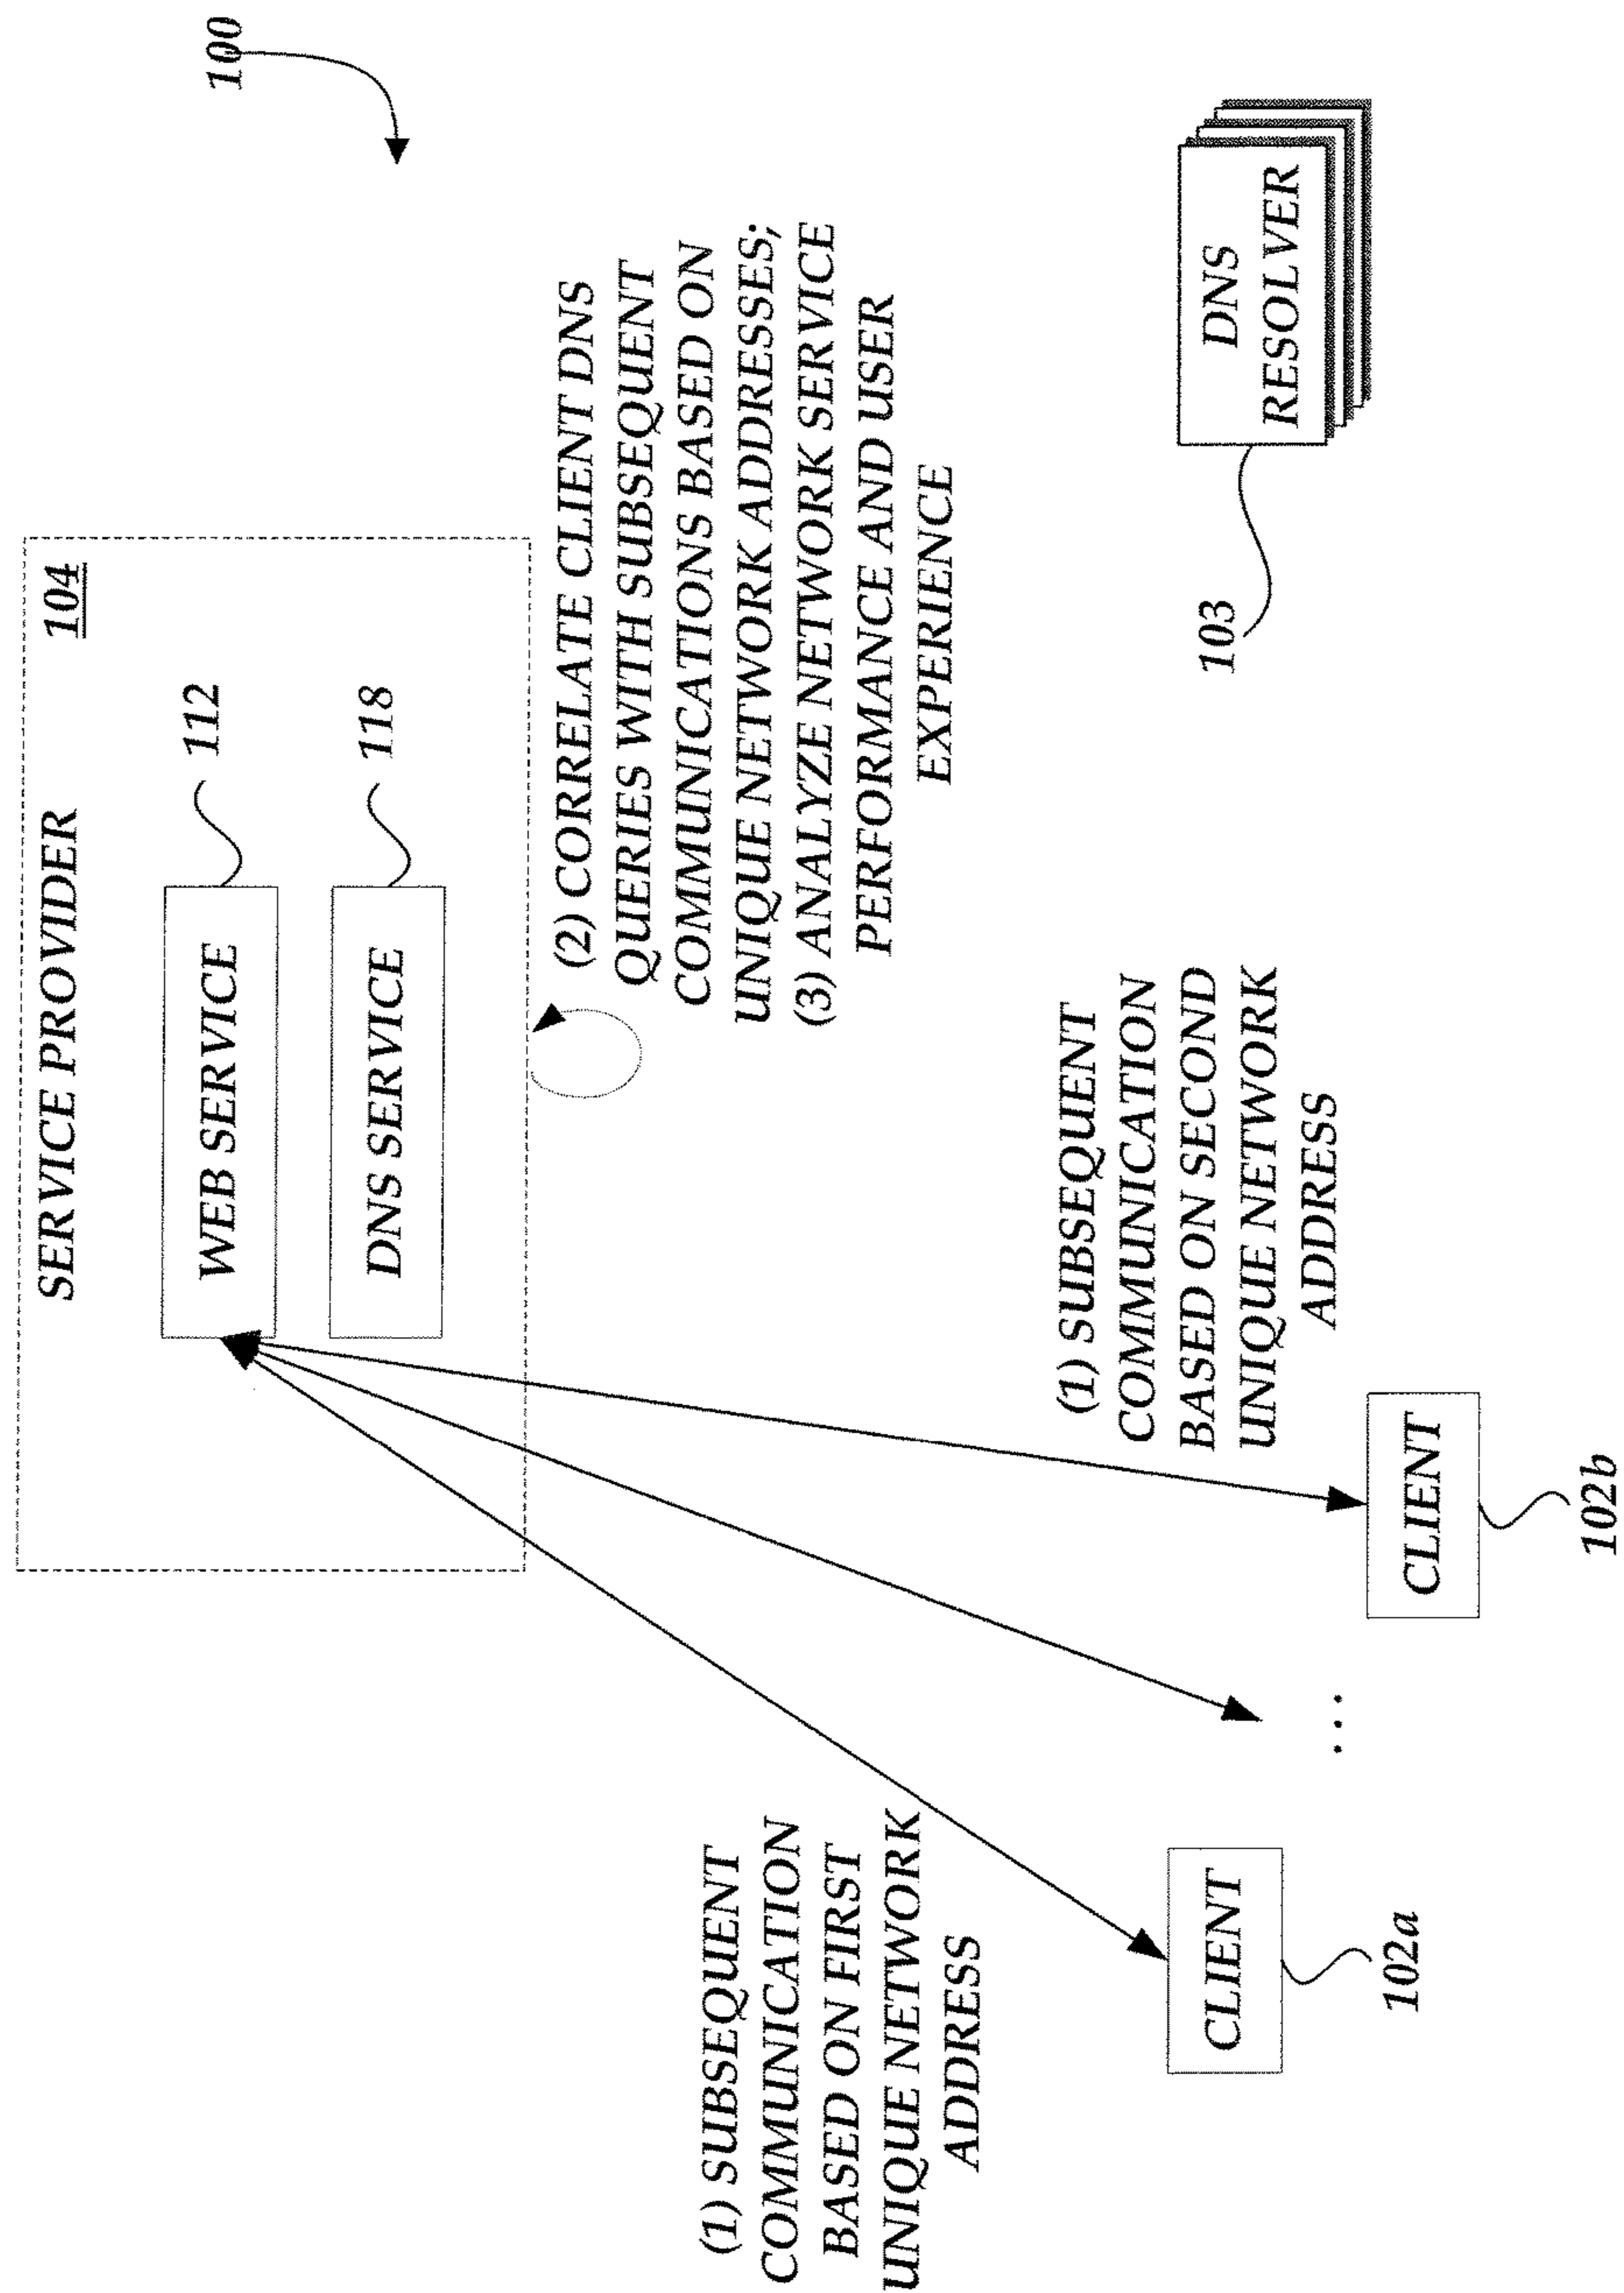 100
SERVICE PROVIDER
104
WEB SERVICE
112
DNS SERVICE
118
(2) CORRELATE CLIENT DNS
QUERIES WITH SUBSEQUENT
COMMUNICATIONS BASED ON
UNIQUE NETWORK ADDRESSES;
(3) ANALYZE NETWORK SERVICE
PERFORMANCE AND USER
EXPERIENCE
(1) SUBSEQUENT
COMMUNICATION
BASED ON FIRST
UNIQUE NETWORK
ADDRESS
(1) SUBSEQUENT
COMMUNICATION
BASED ON SECOND
UNIQUE NETWORK
ADDRESS
DNS
RESOLVER
103
CLIENT
102a
...
CLIENT
102b